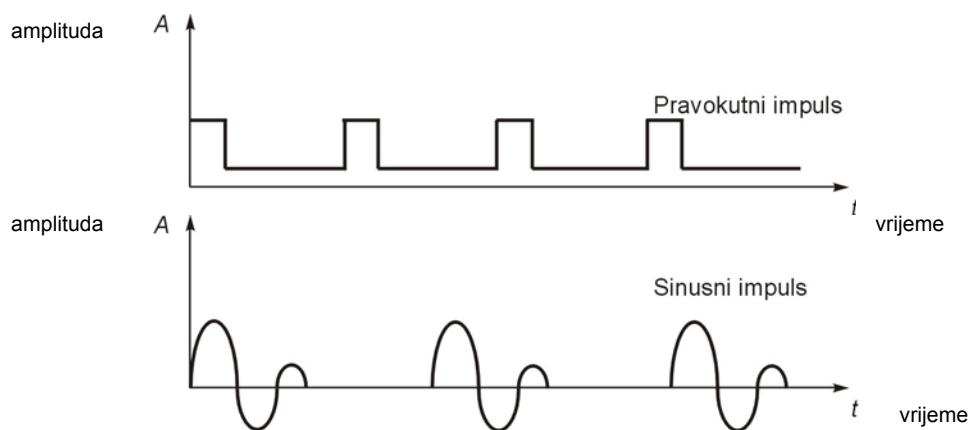 amplituda A
Pravokutni impuls
t
amplituda A vrijeme
Sinusni impuls
t vrijeme